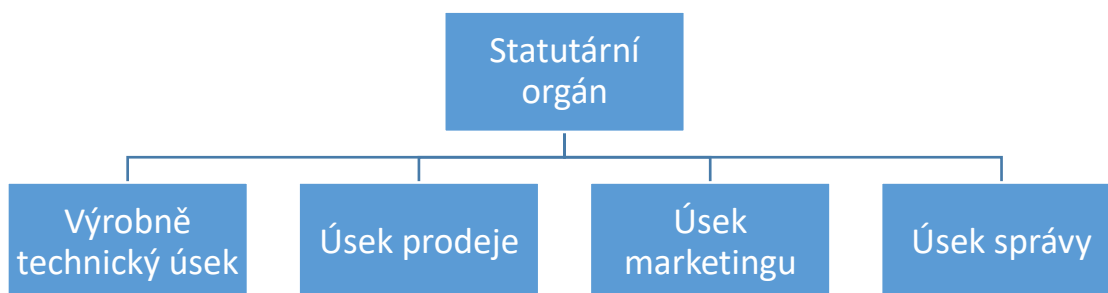 Statutární
orgán
Výrobně
technický úsek
Úsek prodeje
Úsek
marketingu
Úsek správy